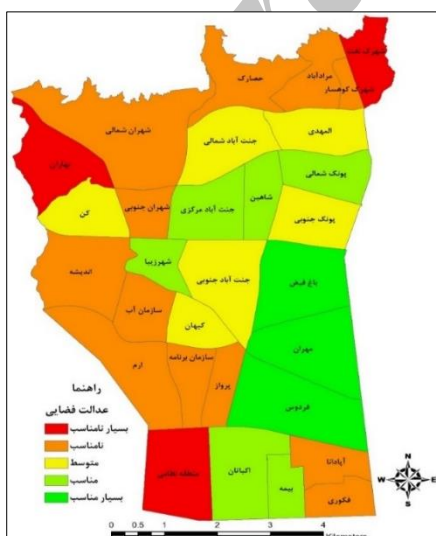 شهرک نفت
حصارک
مرادآباد
شهرک کوهسار
شهران شمالی
جنت آباد شمالی
المهدی
بهاران
پونک شمالی
کن
شهران جنوبی
جنت آباد مرکزی
شاهین
پونک جنوبی
اندیشه
شهرزیبا
جنت آباد جنوبی
باغ فیض
سازمان آب
کیهان
مهران
ارم
سازمان برنامه
پرواز
فردوس
راهنما
عدالت فضایی
بسیار نامناسب
نامناسب
متوسط
مناسب
بسیار مناسب
منطقه نظامی
اکباتان
بیمه
آپادانا
فکوری
N
W
E
S
0 0.5 1 2 3 4
Kilometers